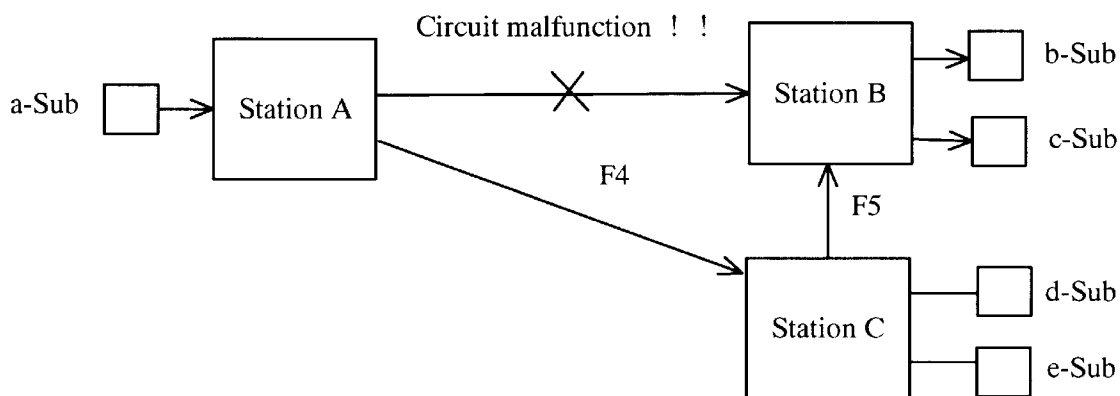 Circuit malfunction ! !
a-Sub
Station A
Station B
b-Sub
c-Sub
F4
F5
Station C
d-Sub
e-Sub